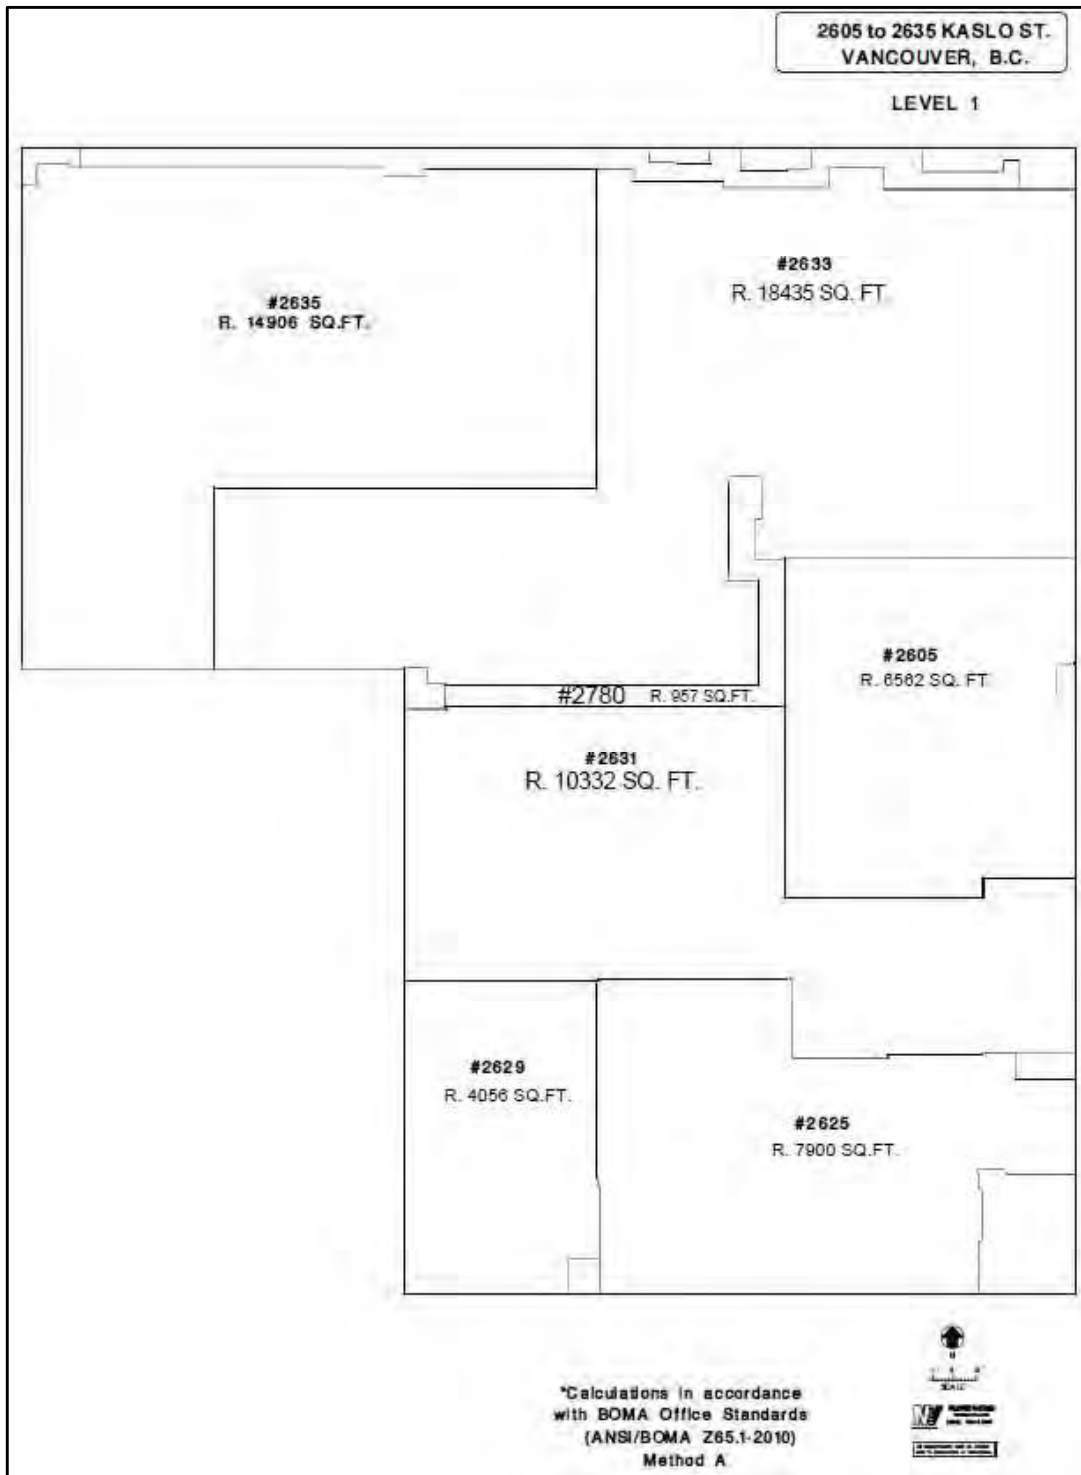 2605 to 2635 KASLO ST.
VANCOUVER, B.C.
LEVEL 1
#2633
R. 18435 SQ. FT.
#2635
R. 14906 SQ.FT.
#2605
R. 6562 SQ. FT.
#2780 R. 957 SQ.FT.
#2631
R. 10332 SQ. FT.
#2629
R. 4056 SQ.FT.
#2625
R. 7900 SQ.FT.
N
SCALE
*Calculations in accordance
with BOMA Office Standards
(ANSI/BOMA Z65.1-2010)
Method A